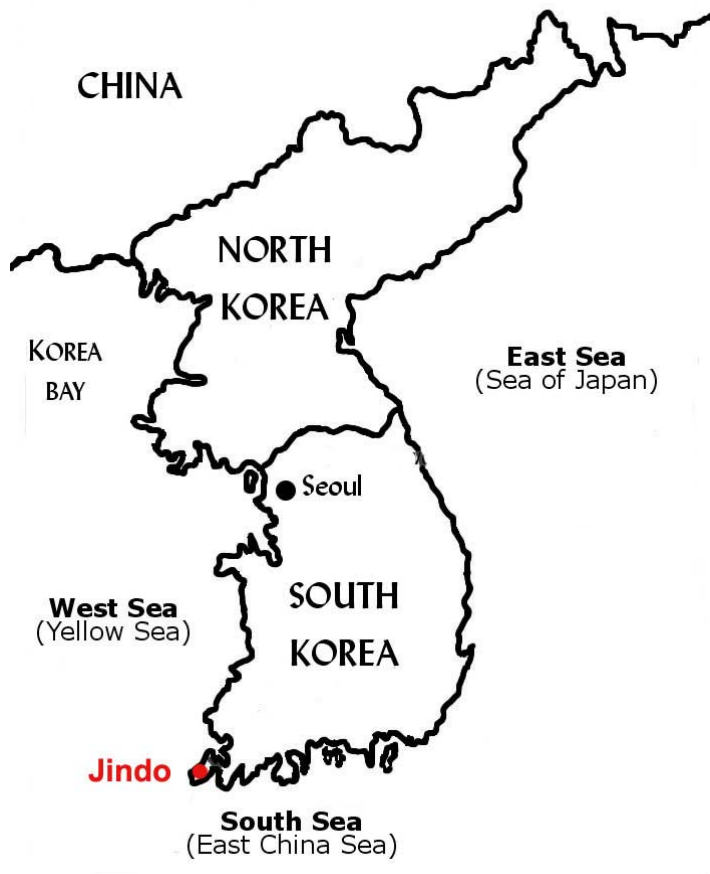 CHINA
NORTH
KOREA
KOREA
BAY
East Sea
(Sea of Japan)
Seoul
SOUTH
KOREA
West Sea
(Yellow Sea)
Jindo
South Sea
(East China Sea)